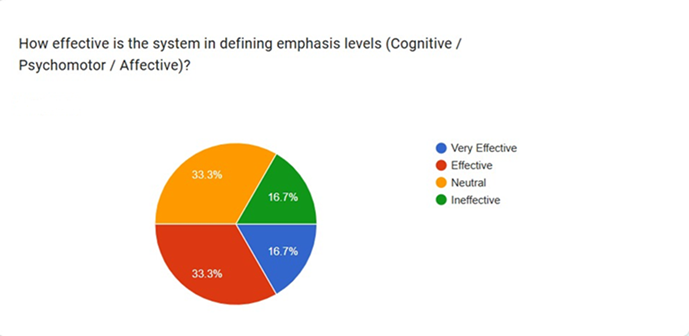 How effective is the system in defining emphasis levels (Cognitive /
Psychomotor / Affective)?
Very Effective
Effective
Neutral
Ineffective
33.3%
16.7%
16.7%
33.3%